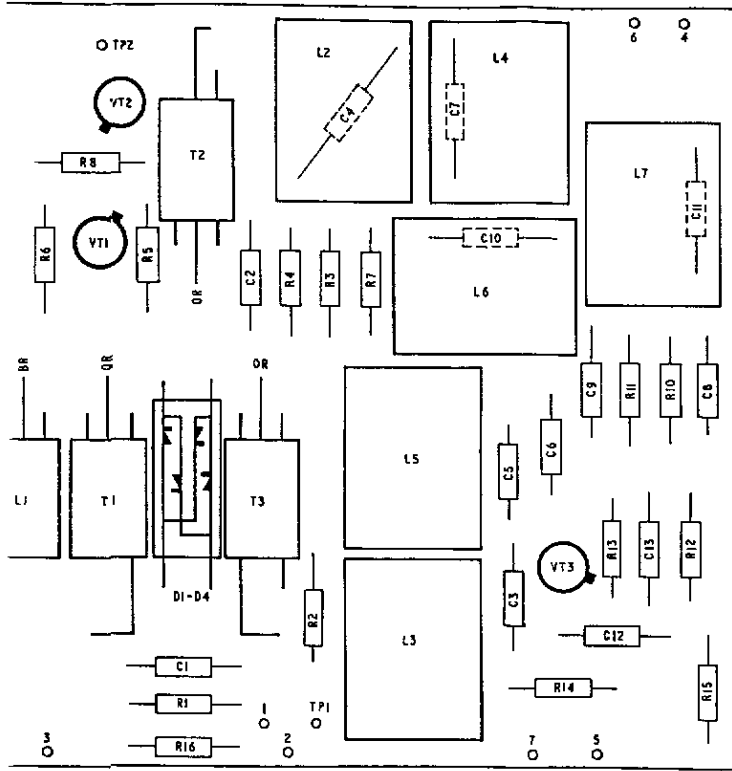 6 4
TP2
L2
L4
VT2
C4
C7
T2
R8
L7
C11
R6
VT1
R5
C10
C2
R4
R3
R7
L6
OR
BR
OR
OR
C9
R11
R10
C8
L1
T1
T3
L5
C5
C6
R13
C13
R12
VT3
D1-D4
R2
C3
C12
L3
C1
R14
R15
R1
1
TP1
3
R16
2
7
5